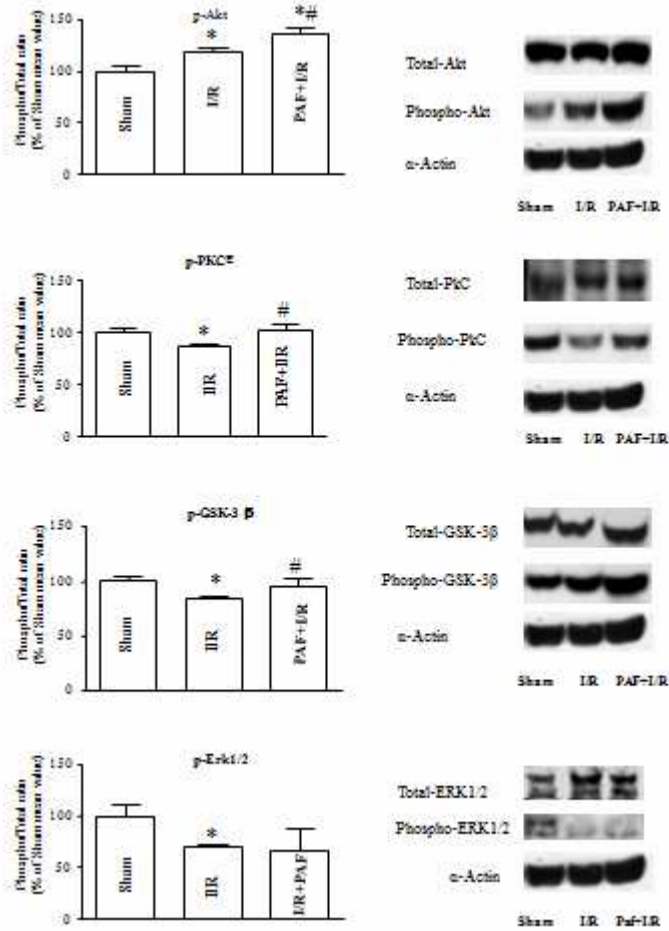 p-Akt
Phospho/Total ratio
(% of Sham mean value)
150
100
50
0
Sham
I/R
PAF+I/R
*
*#
Total-Akt
Phospho-Akt
α-Actin
Sham I/R PAF+I/R
p-PKCε
Phospho/Total ratio
(% of Sham mean value)
150
100
50
0
Sham
I/R
PAF+I/R
*
#
Total-PkC
Phospho-PkC
α-Actin
Sham I/R PAF+I/R
p-GSK-3 β
Phospho/Total ratio
(% of Sham mean value)
150
100
50
0
Sham
I/R
PAF+I/R
*
#
Total-GSK-3β
Phospho-GSK-3β
α-Actin
Sham I/R PAF+I/R
p-Erk1/2
Phospho/Total ratio
(% of Sham mean value)
150
100
50
0
Sham
I/R
I/R+PAF
*
Total-ERK1/2
Phospho-ERK1/2
α-Actin
Sham I/R Paf+I/R